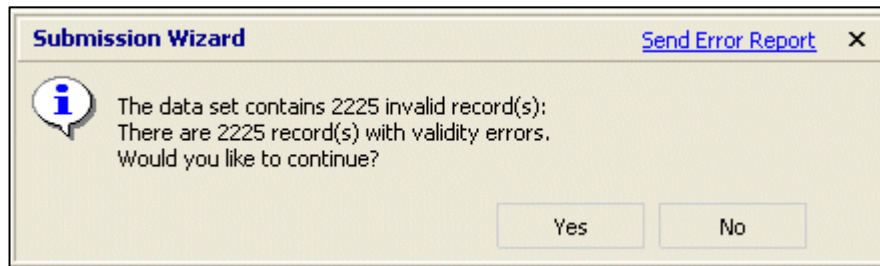 Submission Wizard Send Error Report X
i
The data set contains 2225 invalid record(s):
There are 2225 record(s) with validity errors.
Would you like to continue?
Yes No